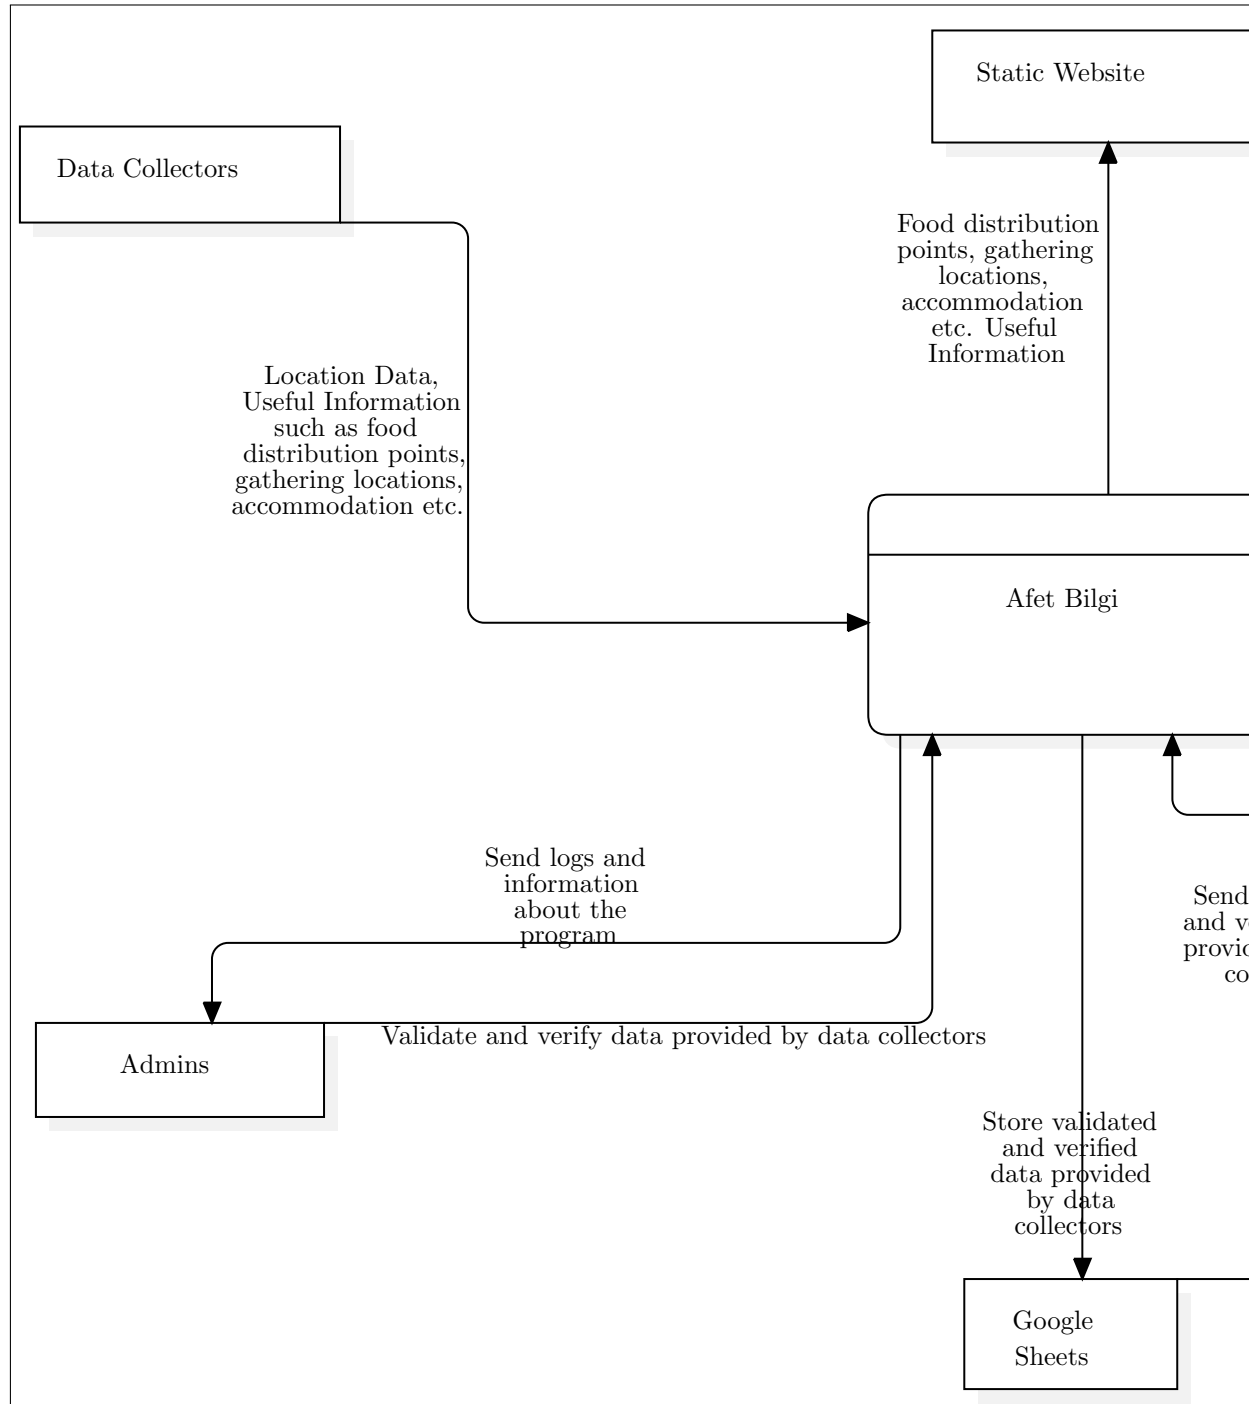 Static Website
Data Collectors
Food distribution
points, gathering
locations,
accommodation
etc. Useful
Information
Location Data,
Useful Information
such as food
distribution points,
gathering locations,
accommodation etc.
Afet Bilgi
Send logs and
information
about the
program
Send
and
Validate and verify data provided by data collectors
Admins
Store validated
and verified
data provided
by data
collectors
Google
Sheets